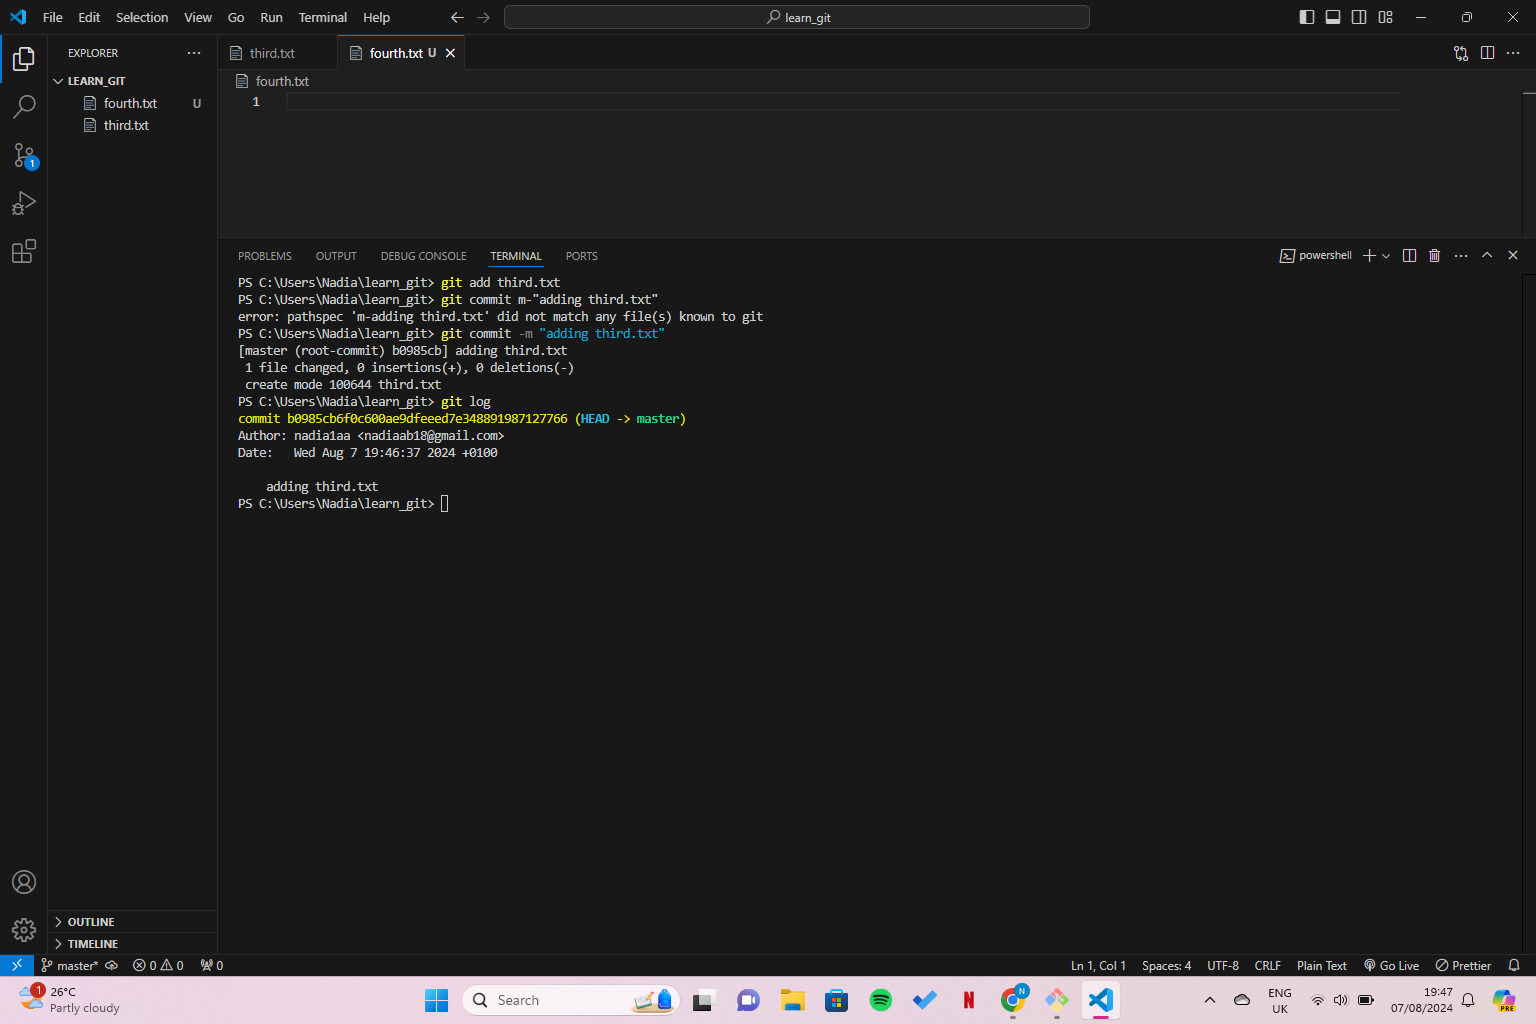 File Edit Selection View Go Run Terminal Help
learn_git
EXPLORER
LEARN_GIT
fourth.txt U
third.txt
third.txt fourth.txt U
fourth.txt
1
1
PROBLEMS OUTPUT DEBUG CONSOLE TERMINAL PORTS
powershell
PS C:\Users\Nadia\learn_git> git add third.txt
PS C:\Users\Nadia\learn_git> git commit m-"adding third.txt"
error: pathspec 'm-adding third.txt' did not match any file(s) known to git
PS C:\Users\Nadia\learn_git> git commit -m "adding third.txt"
[master (root-commit) b0985cb] adding third.txt
 1 file changed, 0 insertions(+), 0 deletions(-)
 create mode 100644 third.txt
PS C:\Users\Nadia\learn_git> git log
commit b0985cb6f0c600ae9dfeeed7e348891987127766 (HEAD -> master)
Author: nadia1aa <nadiaab18@gmail.com>
Date:   Wed Aug 7 19:46:37 2024 +0100
    adding third.txt
PS C:\Users\Nadia\learn_git>
OUTLINE
TIMELINE
master* 0 0 0
Ln 1, Col 1 Spaces: 4 UTF-8 CRLF Plain Text Go Live Prettier
1
26°C
Partly cloudy
Search
N
N
ENG
UK
19:47
07/08/2024
PRE